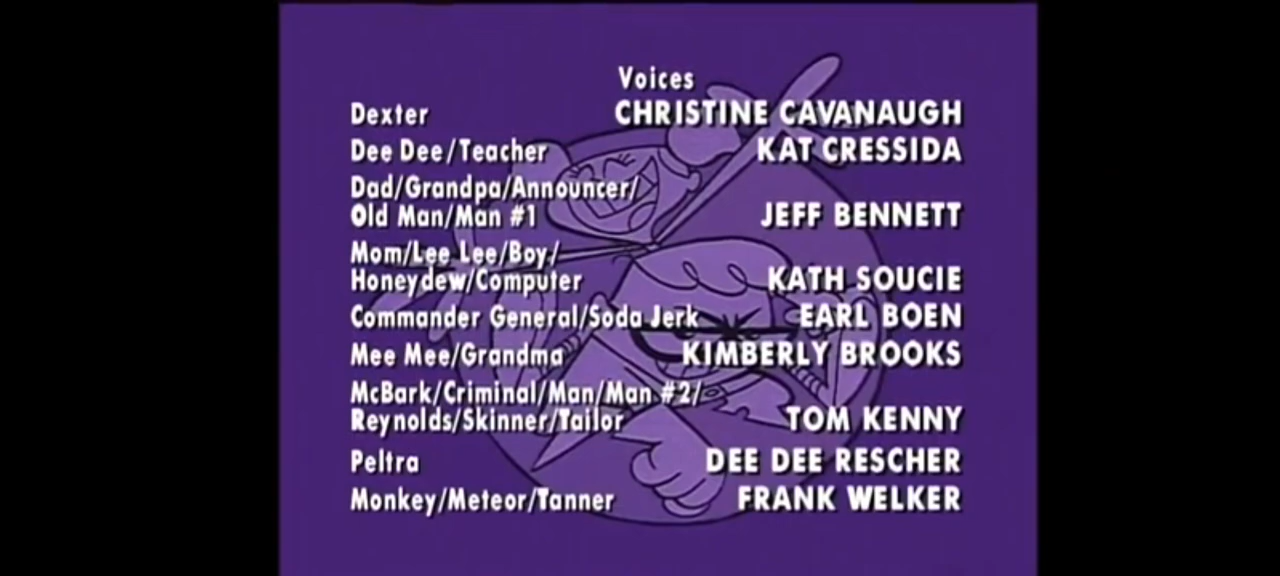 Voices
Dexter CHRISTINE CAVANAUGH
Dee Dee/Teacher KAT CRESSIDA
Dad/Grandpa/Announcer/
Old Man/Man #1 JEFF BENNETT
Mom/Lee Lee/Boy/
Honeydew/Computer KATH SOUCIE
Commander General/Soda Jerk EARL BOEN
Mee Mee/Grandma KIMBERLY BROOKS
McBark/Criminal/Man/Man #2/
Reynolds/Skinner/Tailor TOM KENNY
Peltra DEE DEE RESCHER
Monkey/Meteor/Tanner FRANK WELKER